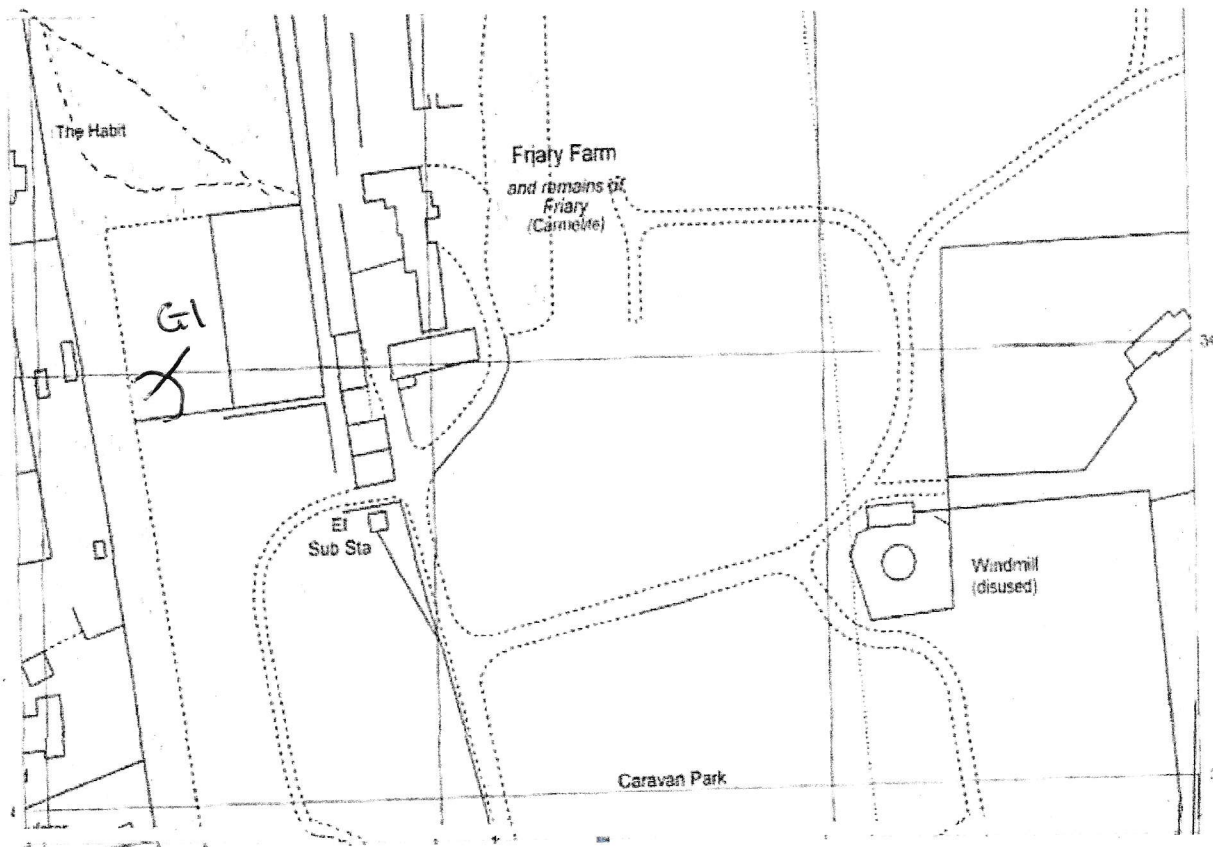 The Habit
Friary Farm
and remains of
Friary
(Carmelite)
G1
El
Sub Sta
Windmill
(disused)
Caravan Park